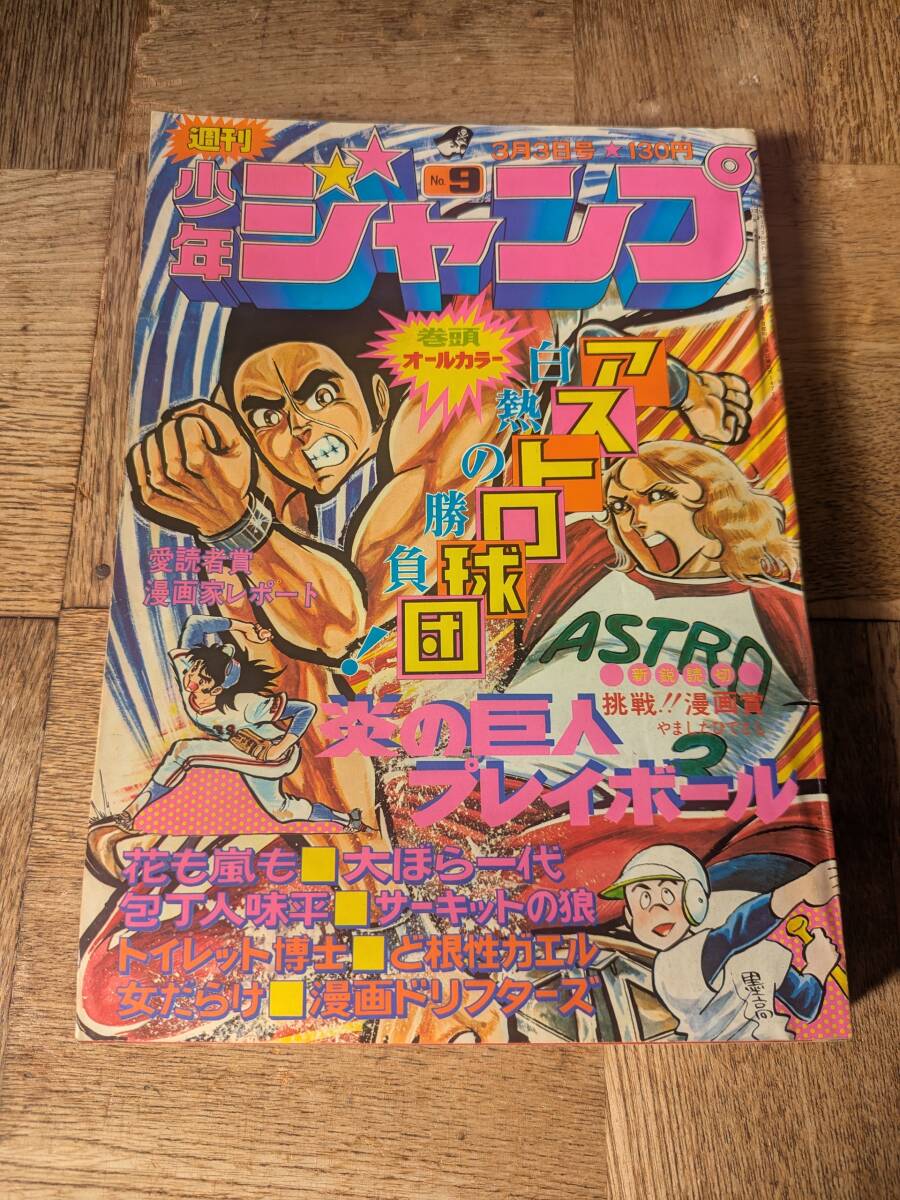 週刊
少年ジャンプ
No.9
3月3日号★130円
巻頭
オールカラー
アストロ球団
白熱の勝負!
愛読者賞
漫画家レポート
ASTRO
2
新鋭読切
挑戦!!漫画賞
やましたひでさと
炎の巨人
プレイボール
花も嵐も■大ぼら一代
包丁人味平■サーキットの狼
トイレット博士■ど根性ガエル
女だらけ■漫画ドリフターズ
墨高